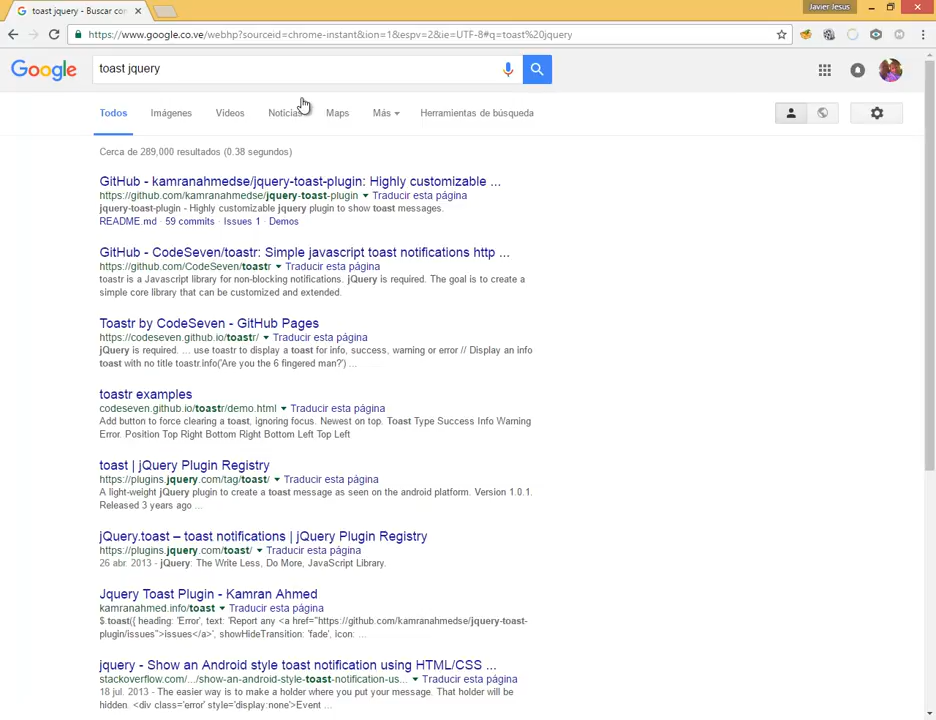 toast jquery - Buscar con
Javier Jesus
https://www.google.co.ve/webhp?sourceid=chrome-instant&ion=1&espv=2&ie=UTF-8#q=toast%20jquery
Google
toast jquery
Todos Imágenes Vídeos Noticias Maps Más Herramientas de búsqueda
Cerca de 289,000 resultados (0.38 segundos)
GitHub - kamranahmedse/jquery-toast-plugin: Highly customizable ...
https://github.com/kamranahmedse/jquery-toast-plugin Traducir esta página
jquery-toast-plugin - Highly customizable jquery plugin to show toast messages.
README.md · 59 commits · Issues 1 · Demos
GitHub - CodeSeven/toastr: Simple javascript toast notifications http ...
https://github.com/CodeSeven/toastr Traducir esta página
toastr is a Javascript library for non-blocking notifications. jQuery is required. The goal is to create a
simple core library that can be customized and extended.
Toastr by CodeSeven - GitHub Pages
https://codeseven.github.io/toastr/ Traducir esta página
jQuery is required. ... use toastr to display a toast for info, success, warning or error // Display an info
toast with no title toastr.info('Are you the 6 fingered man?') ...
toastr examples
codeseven.github.io/toastr/demo.html Traducir esta página
Add button to force clearing a toast, ignoring focus. Newest on top. Toast Type Success Info Warning
Error. Position Top Right Bottom Right Bottom Left Top Left
toast | jQuery Plugin Registry
https://plugins.jquery.com/tag/toast/ Traducir esta página
A light-weight jQuery plugin to create a toast message as seen on the android platform. Version 1.0.1.
Released 3 years ago ...
jQuery.toast – toast notifications | jQuery Plugin Registry
https://plugins.jquery.com/toast/ Traducir esta página
26 abr. 2013 - jQuery: The Write Less, Do More, JavaScript Library.
Jquery Toast Plugin - Kamran Ahmed
kamranahmed.info/toast Traducir esta página
$.toast({ heading: 'Error', text: 'Report any <a href="https://github.com/kamranahmedse/jquery-toast-
plugin/issues">issues</a>', showHideTransition: 'fade', icon: ...
jquery - Show an Android style toast notification using HTML/CSS ...
stackoverflow.com/.../show-an-android-style-toast-notification-us... Traducir esta página
18 jul. 2013 - The easier way is to make a holder where you put your message. That holder will be
hidden. <div class='error' style='display:none'>Event ...